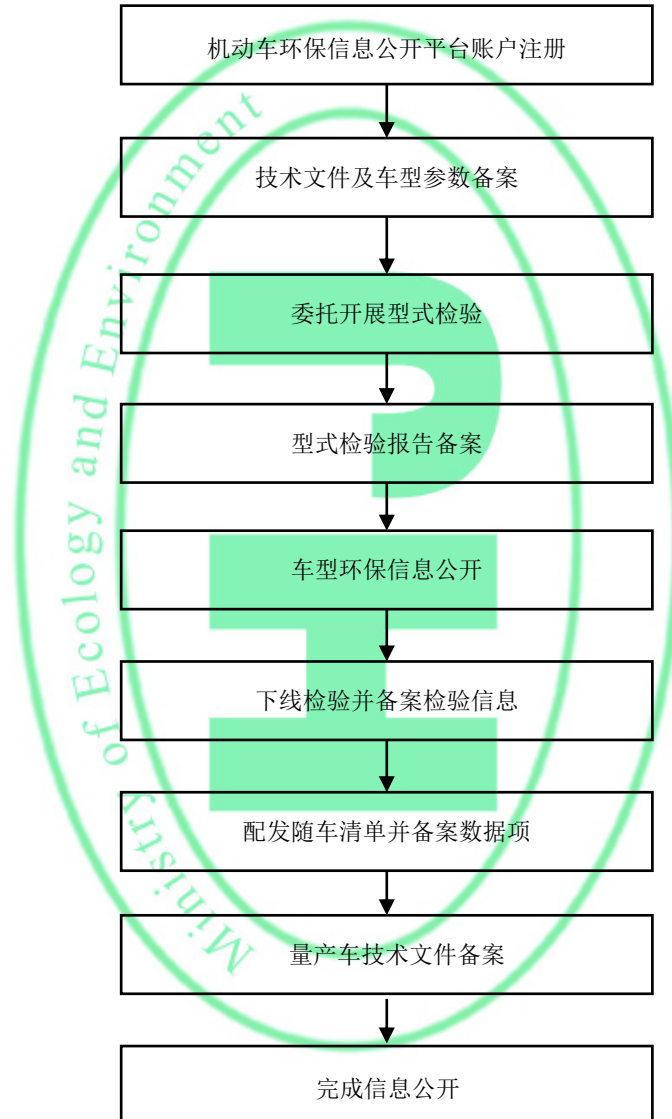 机动车环保信息公开平台账户注册
技术文件及车型参数备案
委托开展型式检验
型式检验报告备案
车型环保信息公开
下线检验并备案检验信息
配发随车清单并备案数据项
量产车技术文件备案
完成信息公开
Ministry of Ecology and Environment